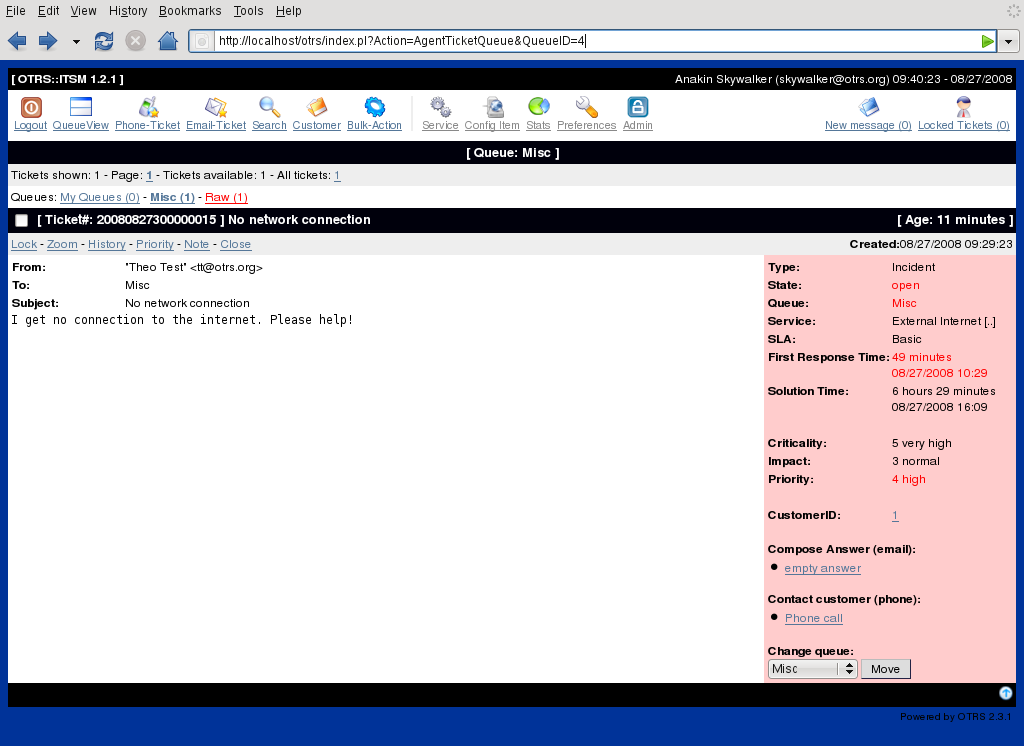 File Edit View History Bookmarks Tools Help
http://localhost/otrs/index.pl?Action=AgentTicketQueue&QueueID=4
[ OTRS::ITSM 1.2.1 ] Anakin Skywalker (skywalker@otrs.org) 09:40:23 - 08/27/2008
Logout QueueView Phone-Ticket Email-Ticket Search Customer Bulk-Action Service Config Item Stats Preferences Admin New message (0) Locked Tickets (0)
[ Queue: Misc ]
Tickets shown: 1 - Page: 1 - Tickets available: 1 - All tickets: 1
Queues: My Queues (0) - Misc (1) - Raw (1)
[ Ticket#: 20080827300000015 ] No network connection [ Age: 11 minutes ]
Lock - Zoom - History - Priority - Note - Close Created:08/27/2008 09:29:23
From: "Theo Test" <tt@otrs.org>
To: Misc
Subject: No network connection
I get no connection to the internet. Please help!
Type: Incident
State: open
Queue: Misc
Service: External Internet [..]
SLA: Basic
First Response Time: 49 minutes
08/27/2008 10:29
Solution Time: 6 hours 29 minutes
08/27/2008 16:09
Criticality: 5 very high
Impact: 3 normal
Priority: 4 high
CustomerID: 1
Compose Answer (email):
empty answer
Contact customer (phone):
Phone call
Change queue:
Misc Move
Powered by OTRS 2.3.1